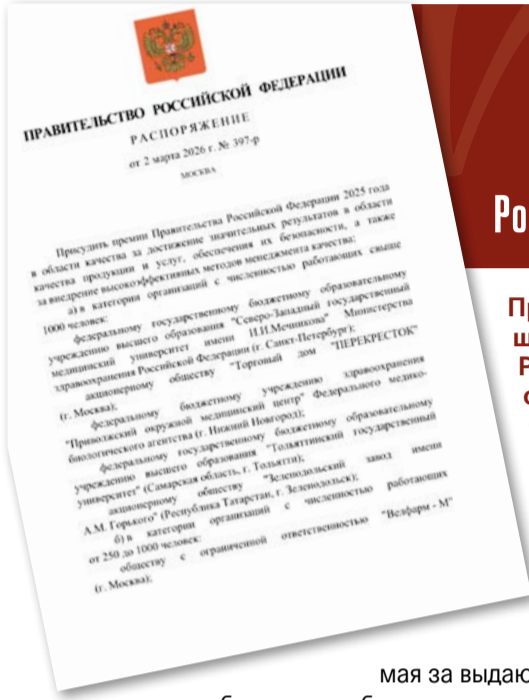 ПРАВИТЕЛЬСТВО РОССИЙСКОЙ ФЕДЕРАЦИИ
РАСПОРЯЖЕНИЕ
от 2 марта 2026 г. № 397-р
МОСКВА
Присудить премии Правительства Российской Федерации 2025 года
в области качества за достижение значительных результатов в области
качества продукции и услуг, обеспечения их безопасности, а также
за внедрение высокоэффективных методов менеджмента качества:
а) в категории организаций с численностью работающих свыше
1000 человек:
федеральному государственному бюджетному образовательному
учреждению высшего образования "Северо-Западный государственный
медицинский университет имени И.И.Мечникова" Министерства
здравоохранения Российской Федерации (г. Санкт-Петербург);
акционерному обществу "Торговый дом "ПЕРЕКРЕСТОК"
(г. Москва);
федеральному бюджетному учреждению здравоохранения
"Приволжский окружной медицинский центр" Федерального медико-
биологического агентства (г. Нижний Новгород);
федеральному государственному бюджетному образовательному
учреждению высшего образования "Тольяттинский государственный
университет" (Самарская область, г. Тольятти);
акционерному обществу "Зеленодольский завод имени
А.М. Горького" (Республика Татарстан, г. Зеленодольск);
б) в категории организаций с численностью работающих
от 250 до 1000 человек:
обществу с ограниченной ответственностью "Велфарм - М"
(г. Москва);
Ро
Пр
ш
Р
мая за выдаю